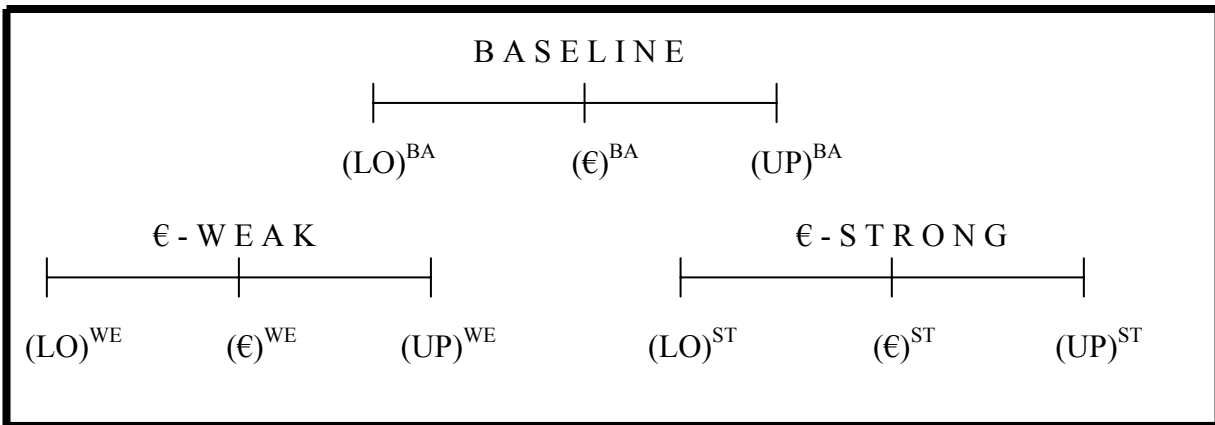 B A S E L I N E
(LO)^BA (€)^BA (UP)^BA
€ - W E A K € - S T R O N G
(LO)^WE (€)^WE (UP)^WE (LO)^ST (€)^ST (UP)^ST